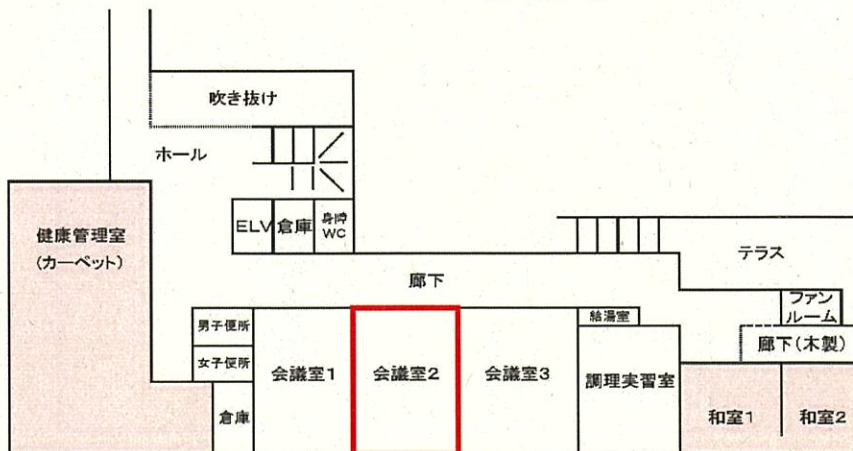 吹き抜け
ホール
健康管理室
(カーペット)
ELV
倉庫
身障
WC
テラス
廊下
ファン
ルーム
男子便所
給湯室
廊下(木製)
女子便所
会議室1
会議室2
会議室3
調理実習室
倉庫
和室1
和室2